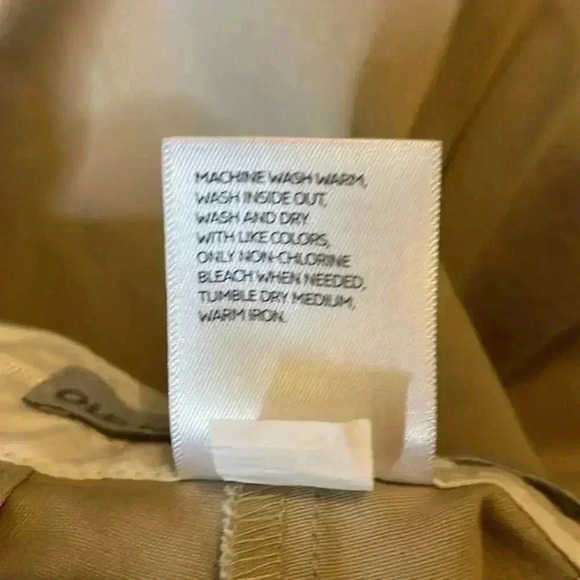 MACHINE WASH WARM,
WASH INSIDE OUT,
WASH AND DRY
WITH LIKE COLORS,
ONLY NON-CHLORINE
BLEACH WHEN NEEDED,
TUMBLE DRY MEDIUM,
WARM IRON.
OLD